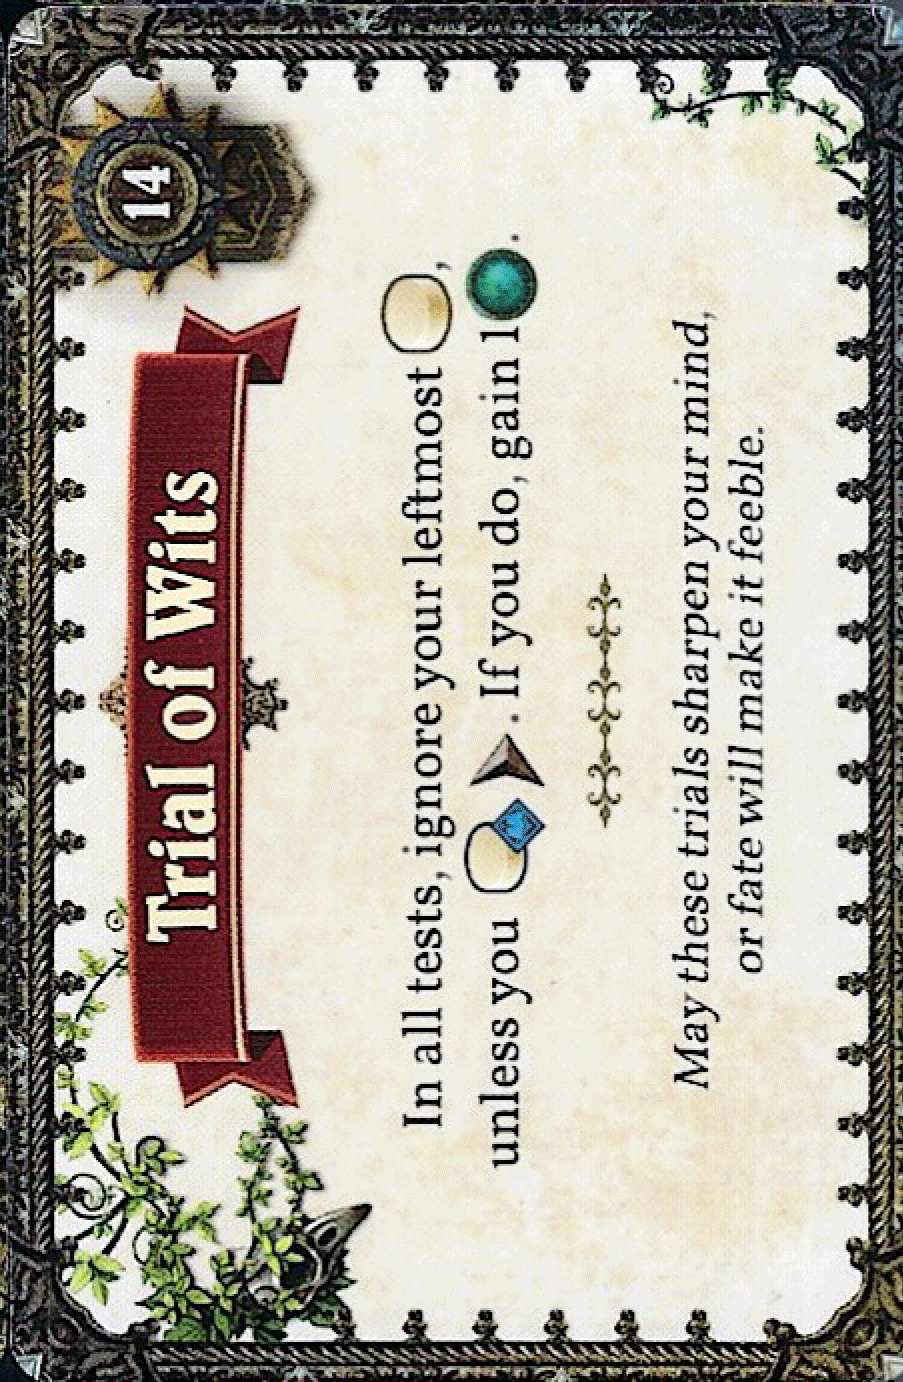 14
Trial of Wits
In all tests, ignore your leftmost ,
unless you . If you do, gain 1 .
May these trials sharpen your mind,
or fate will make it feeble.